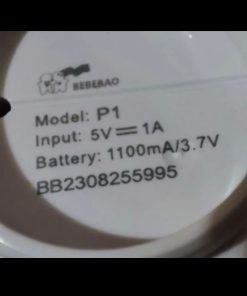 BEBEBAO
Model: P1
Input: 5V⎓1A
Battery: 1100mA/3.7V
BB2308255995